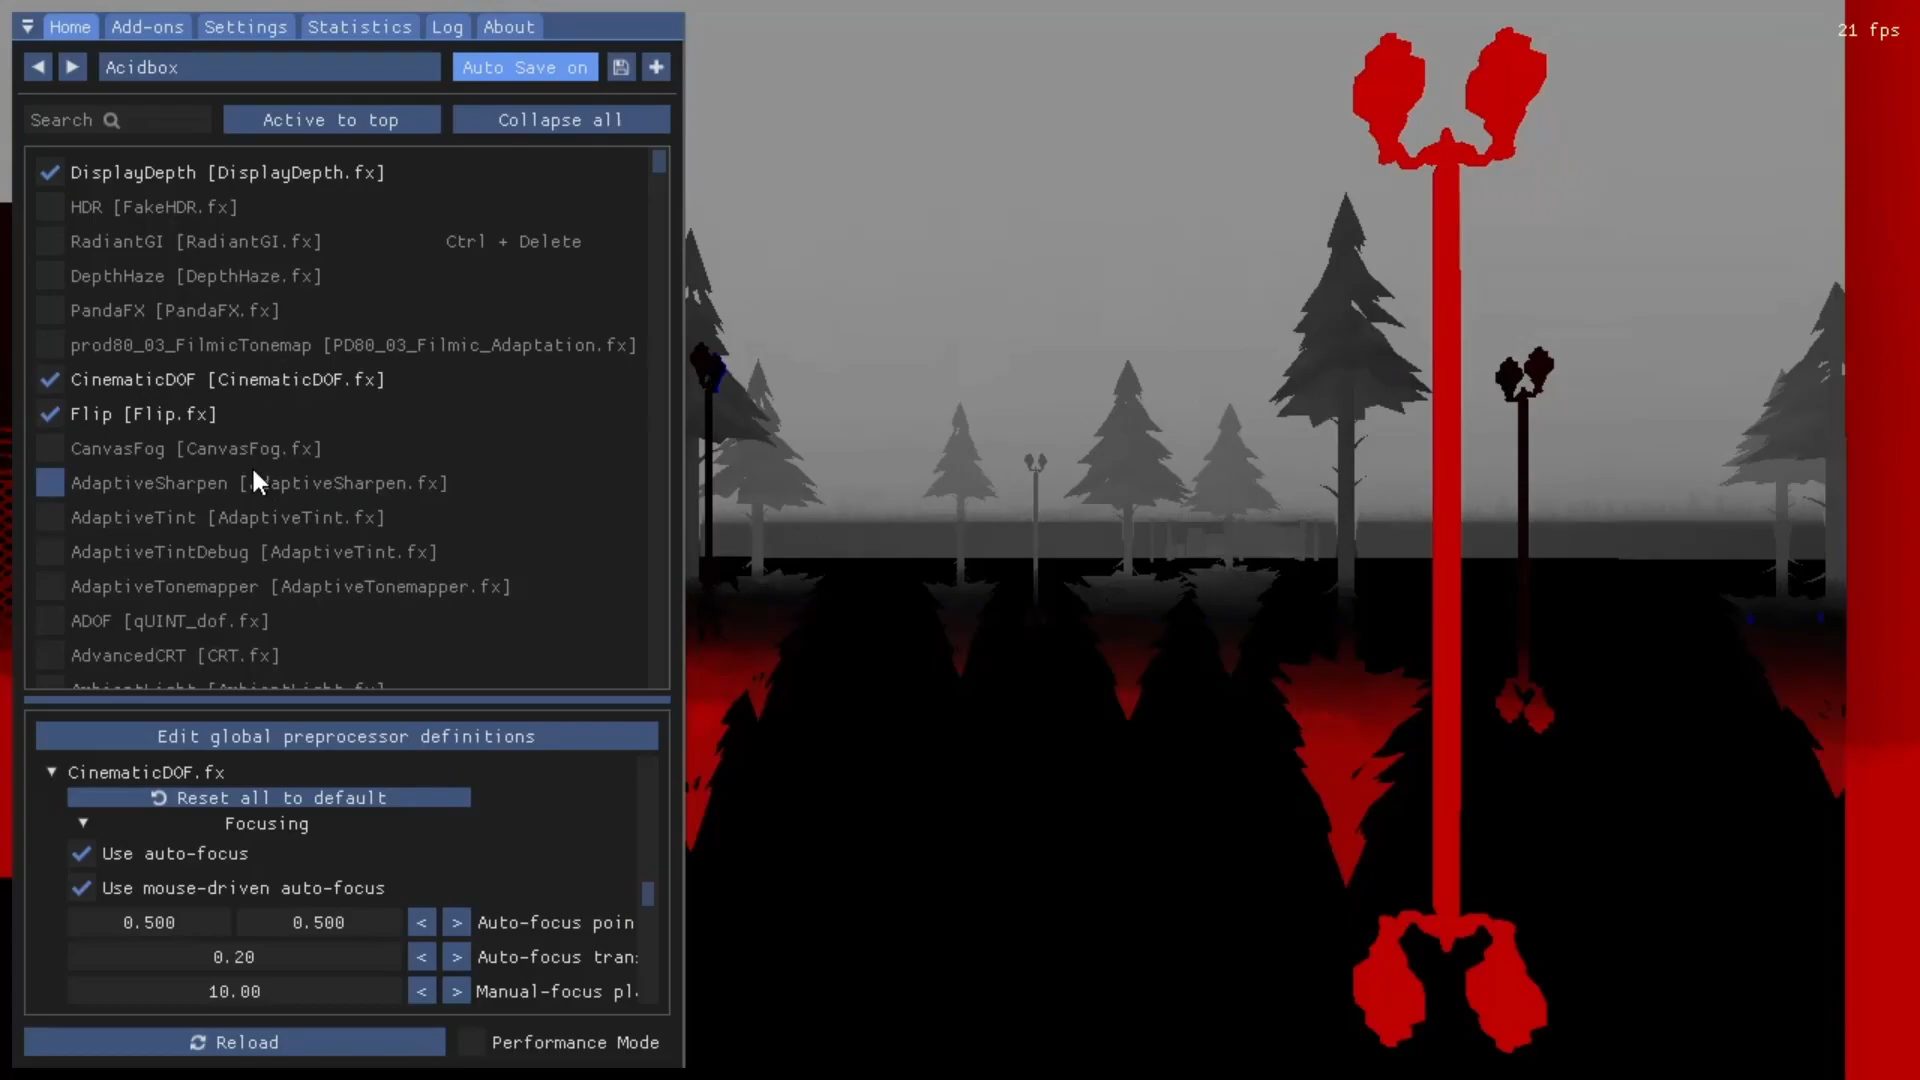 Home Add-ons Settings Statistics Log About
21 fps
Acidbox Auto Save on
Search Active to top Collapse all
DisplayDepth [DisplayDepth.fx]
HDR [FakeHDR.fx]
RadiantGI [RadiantGI.fx] Ctrl + Delete
DepthHaze [DepthHaze.fx]
PandaFX [PandaFX.fx]
prod80_03_FilmicTonemap [PD80_03_Filmic_Adaptation.fx]
CinematicDOF [CinematicDOF.fx]
Flip [Flip.fx]
CanvasFog [CanvasFog.fx]
AdaptiveSharpen [AdaptiveSharpen.fx]
AdaptiveTint [AdaptiveTint.fx]
AdaptiveTintDebug [AdaptiveTint.fx]
AdaptiveTonemapper [AdaptiveTonemapper.fx]
ADOF [qUINT_dof.fx]
AdvancedCRT [CRT.fx]
AmbientLight [AmbientLight.fx]
Edit global preprocessor definitions
CinematicDOF.fx
Reset all to default
Focusing
Use auto-focus
Use mouse-driven auto-focus
0.500 0.500 < > Auto-focus poin
0.20 < > Auto-focus tran
10.00 < > Manual-focus pl
Reload Performance Mode